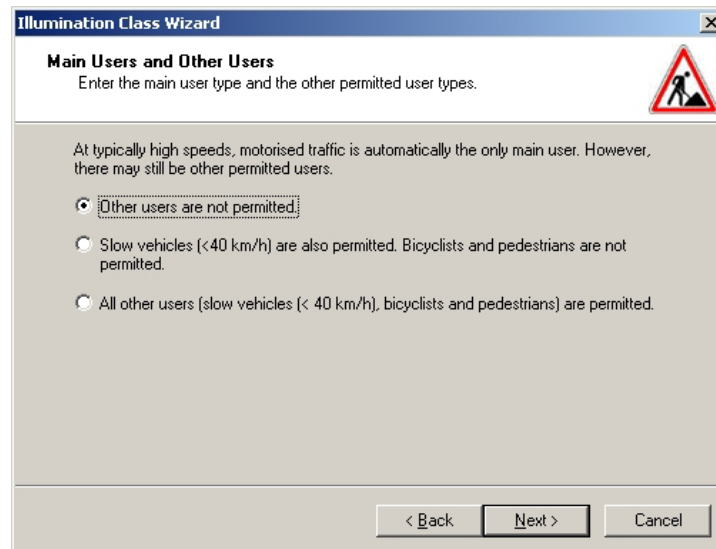 Illumination Class Wizard
Main Users and Other Users
Enter the main user type and the other permitted user types.
At typically high speeds, motorised traffic is automatically the only main user. However,
there may still be other permitted users.
Other users are not permitted.
Slow vehicles (<40 km/h) are also permitted. Bicyclists and pedestrians are not
permitted.
All other users (slow vehicles (< 40 km/h), bicyclists and pedestrians) are permitted.
< Back
Next >
Cancel